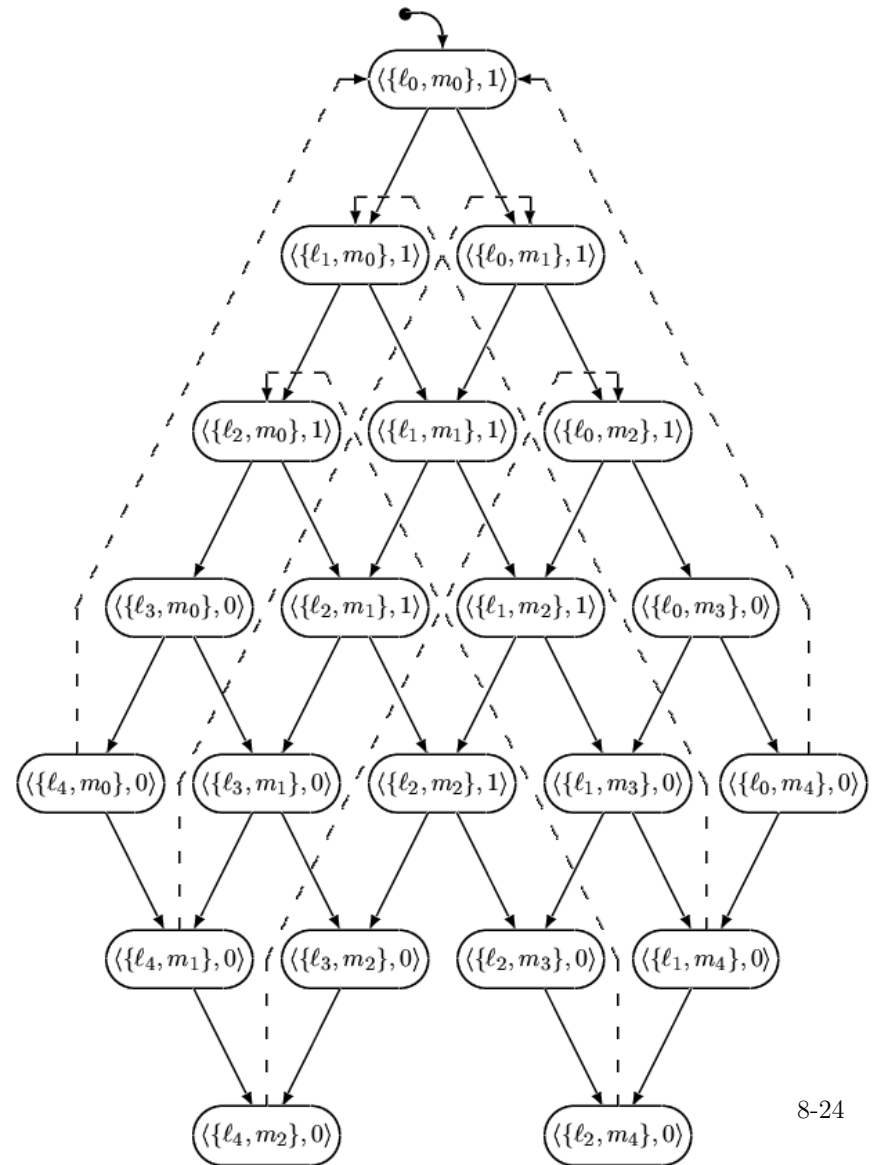 ⟨{ℓ₀, m₀}, 1⟩
⟨{ℓ₁, m₀}, 1⟩ ⟨{ℓ₀, m₁}, 1⟩
⟨{ℓ₂, m₀}, 1⟩ ⟨{ℓ₁, m₁}, 1⟩ ⟨{ℓ₀, m₂}, 1⟩
⟨{ℓ₃, m₀}, 0⟩ ⟨{ℓ₂, m₁}, 1⟩ ⟨{ℓ₁, m₂}, 1⟩ ⟨{ℓ₀, m₃}, 0⟩
⟨{ℓ₄, m₀}, 0⟩ ⟨{ℓ₃, m₁}, 0⟩ ⟨{ℓ₂, m₂}, 1⟩ ⟨{ℓ₁, m₃}, 0⟩ ⟨{ℓ₀, m₄}, 0⟩
⟨{ℓ₄, m₁}, 0⟩ ⟨{ℓ₃, m₂}, 0⟩ ⟨{ℓ₂, m₃}, 0⟩ ⟨{ℓ₁, m₄}, 0⟩
⟨{ℓ₄, m₂}, 0⟩ ⟨{ℓ₂, m₄}, 0⟩
8-24